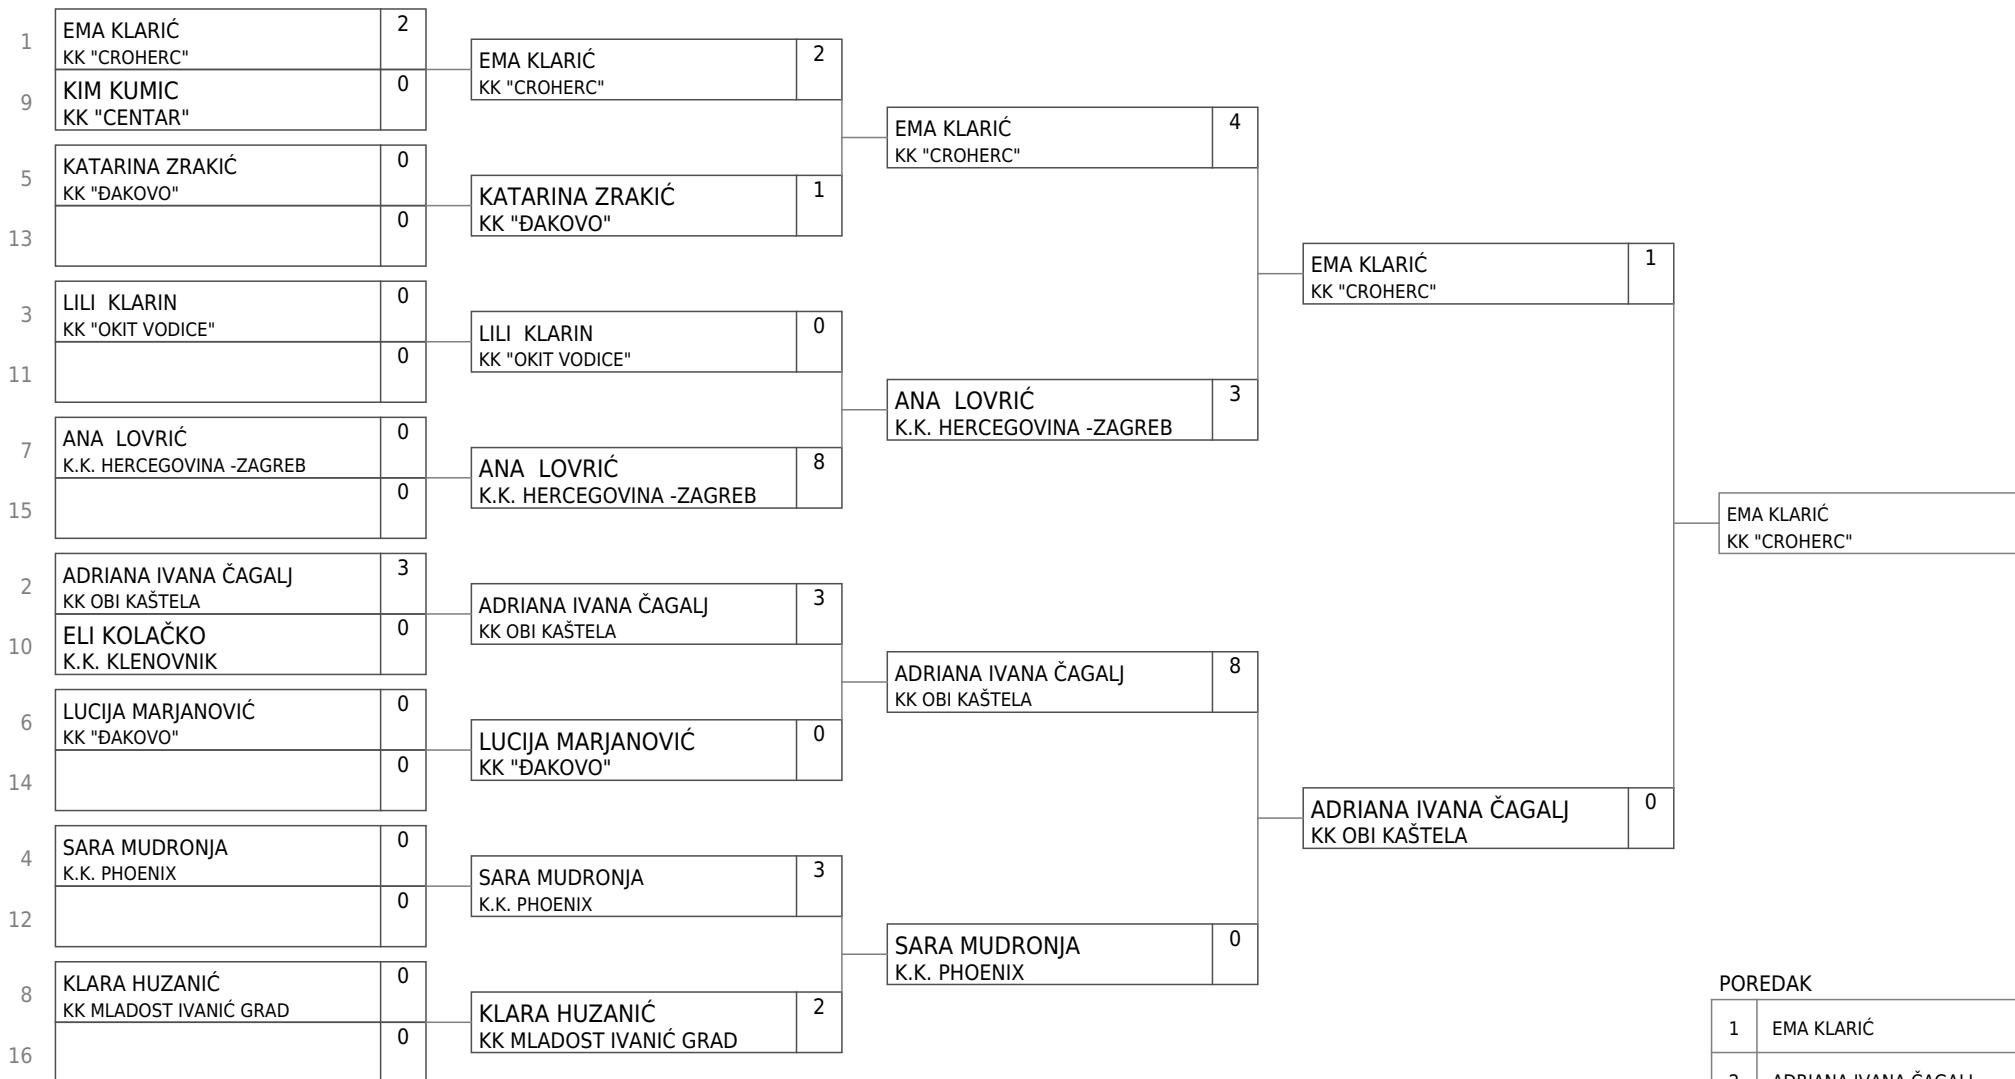 1
EMA KLARIĆ
KK "CROHERC"
2
9
KIM KUMIC
KK "CENTAR"
0
5
KATARINA ZRAKIĆ
KK "ĐAKOVO"
0
13
0
3
LILI  KLARIN
KK "OKIT VODICE"
0
11
0
7
ANA  LOVRIĆ
K.K. HERCEGOVINA -ZAGREB
0
15
0
2
ADRIANA IVANA ČAGALJ
KK OBI KAŠTELA
3
10
ELI KOLAČKO
K.K. KLENOVNIK
0
6
LUCIJA MARJANOVIĆ
KK "ĐAKOVO"
0
14
0
4
SARA MUDRONJA
K.K. PHOENIX
0
12
0
8
KLARA HUZANIĆ
KK MLADOST IVANIĆ GRAD
0
16
0
EMA KLARIĆ
KK "CROHERC"
2
KATARINA ZRAKIĆ
KK "ĐAKOVO"
1
LILI  KLARIN
KK "OKIT VODICE"
0
ANA  LOVRIĆ
K.K. HERCEGOVINA -ZAGREB
8
ADRIANA IVANA ČAGALJ
KK OBI KAŠTELA
3
LUCIJA MARJANOVIĆ
KK "ĐAKOVO"
0
SARA MUDRONJA
K.K. PHOENIX
3
KLARA HUZANIĆ
KK MLADOST IVANIĆ GRAD
2
EMA KLARIĆ
KK "CROHERC"
4
ANA  LOVRIĆ
K.K. HERCEGOVINA -ZAGREB
3
ADRIANA IVANA ČAGALJ
KK OBI KAŠTELA
8
SARA MUDRONJA
K.K. PHOENIX
0
EMA KLARIĆ
KK "CROHERC"
1
ADRIANA IVANA ČAGALJ
KK OBI KAŠTELA
0
EMA KLARIĆ
KK "CROHERC"
POREDAK
1 EMA KLARIĆ
2 ADRIANA IVANA ČAGALJ